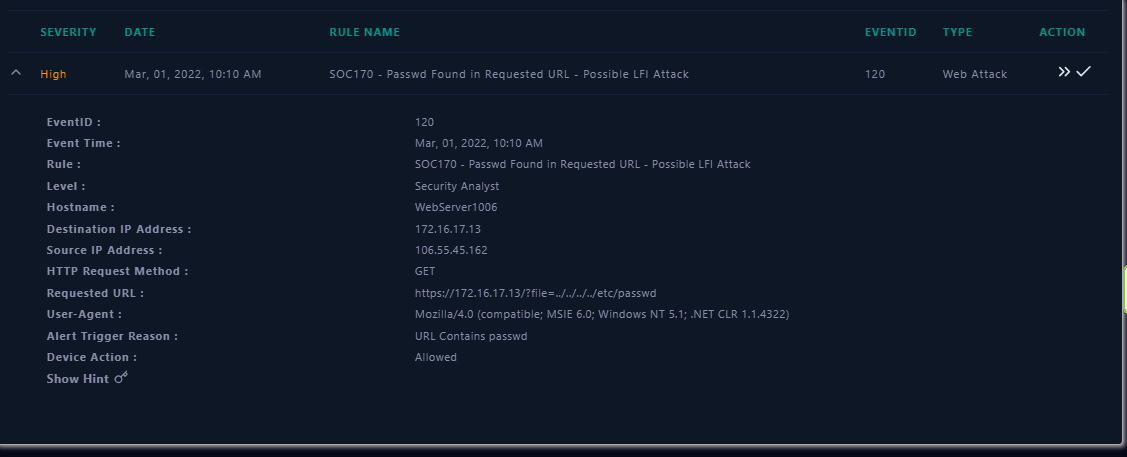 SEVERITY DATE RULE NAME EVENTID TYPE ACTION
High Mar, 01, 2022, 10:10 AM SOC170 - Passwd Found in Requested URL - Possible LFI Attack 120 Web Attack
EventID : 120
Event Time : Mar, 01, 2022, 10:10 AM
Rule : SOC170 - Passwd Found in Requested URL - Possible LFI Attack
Level : Security Analyst
Hostname : WebServer1006
Destination IP Address : 172.16.17.13
Source IP Address : 106.55.45.162
HTTP Request Method : GET
Requested URL : https://172.16.17.13/?file=../../../../etc/passwd
User-Agent : Mozilla/4.0 (compatible; MSIE 6.0; Windows NT 5.1; .NET CLR 1.1.4322)
Alert Trigger Reason : URL Contains passwd
Device Action : Allowed
Show Hint